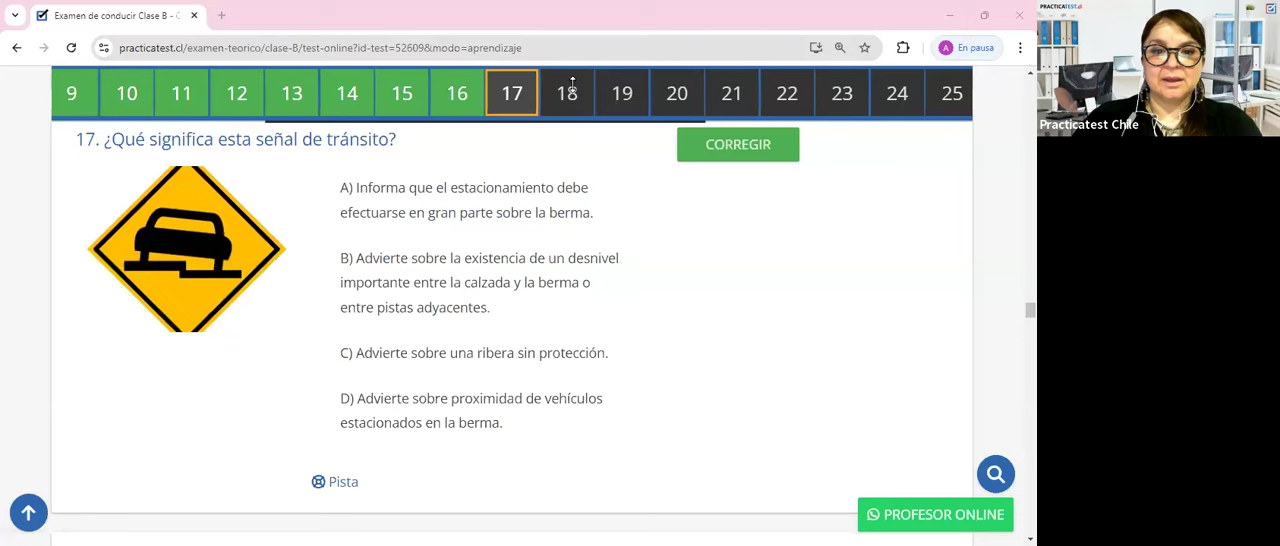 Examen de conducir Clase B - C
practicatest.cl/examen-teorico/clase-B/test-online?id-test=52609&modo=aprendizaje
A
En pausa
9 10 11 12 13 14 15 16 17 18 19 20 21 22 23 24 25
17. ¿Qué significa esta señal de tránsito?
CORREGIR
A) Informa que el estacionamiento debe
efectuarse en gran parte sobre la berma.
B) Advierte sobre la existencia de un desnivel
importante entre la calzada y la berma o
entre pistas adyacentes.
C) Advierte sobre una ribera sin protección.
D) Advierte sobre proximidad de vehículos
estacionados en la berma.
Pista
PROFESOR ONLINE
PRACTICATEST.CL
Practicatest Chile